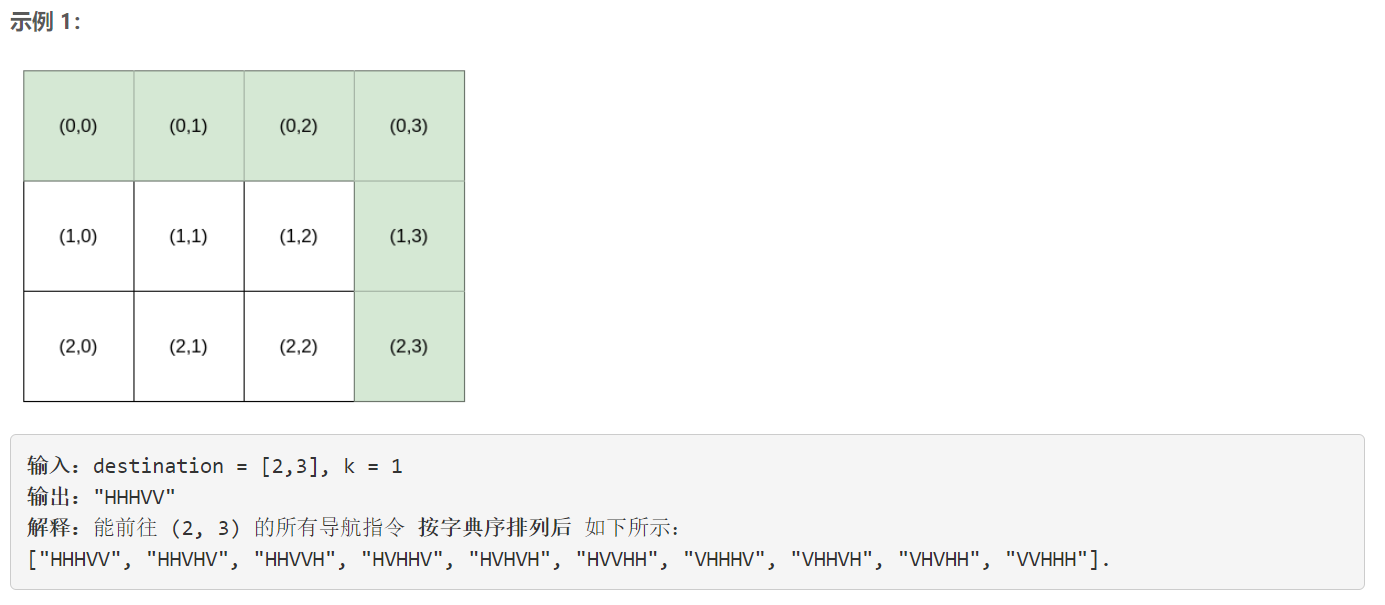 示例 1：
(0,0) (0,1) (0,2) (0,3)
(1,0) (1,1) (1,2) (1,3)
(2,0) (2,1) (2,2) (2,3)
输入：destination = [2,3], k = 1
输出："HHHVV"
解释：能前往 (2, 3) 的所有导航指令 按字典序排列后 如下所示：
["HHHVV", "HHVHV", "HHVVH", "HVHHV", "HVHVH", "HVVHH", "VHHHV", "VHHVH", "VHVHH", "VVHHH"].